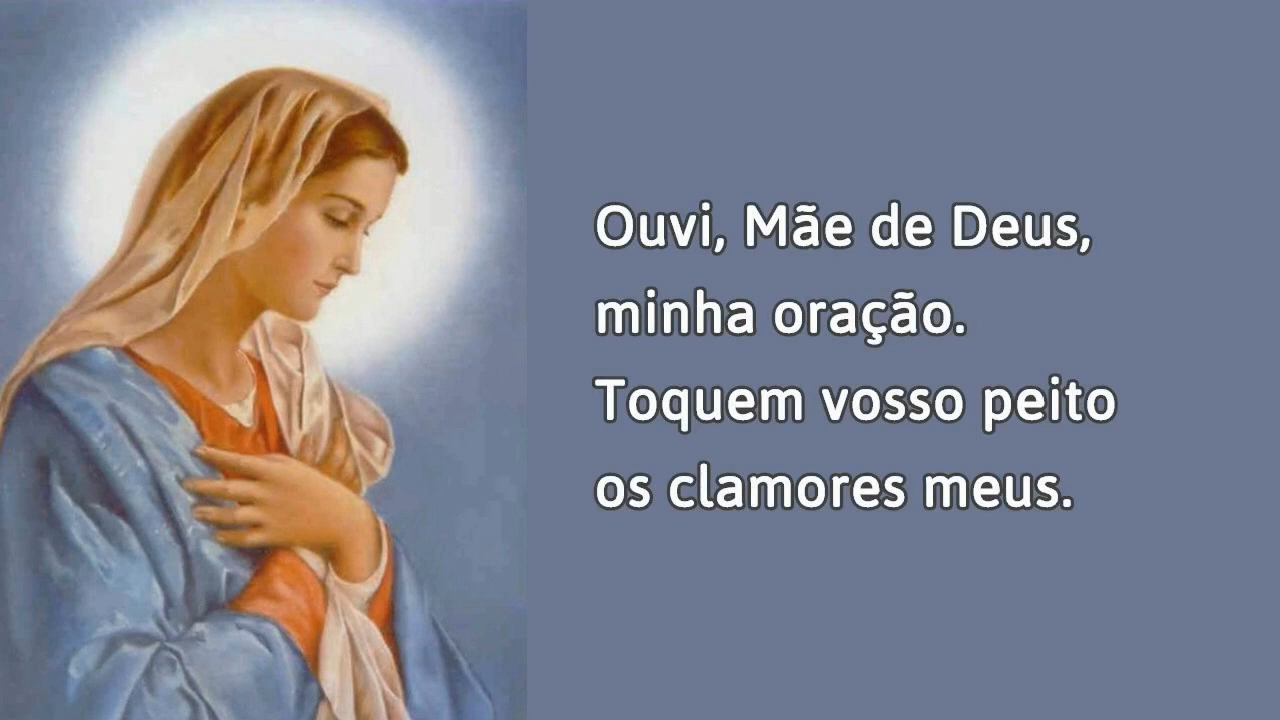 Ouvi, Mãe de Deus,
minha oração.
Toquem vosso peito
os clamores meus.